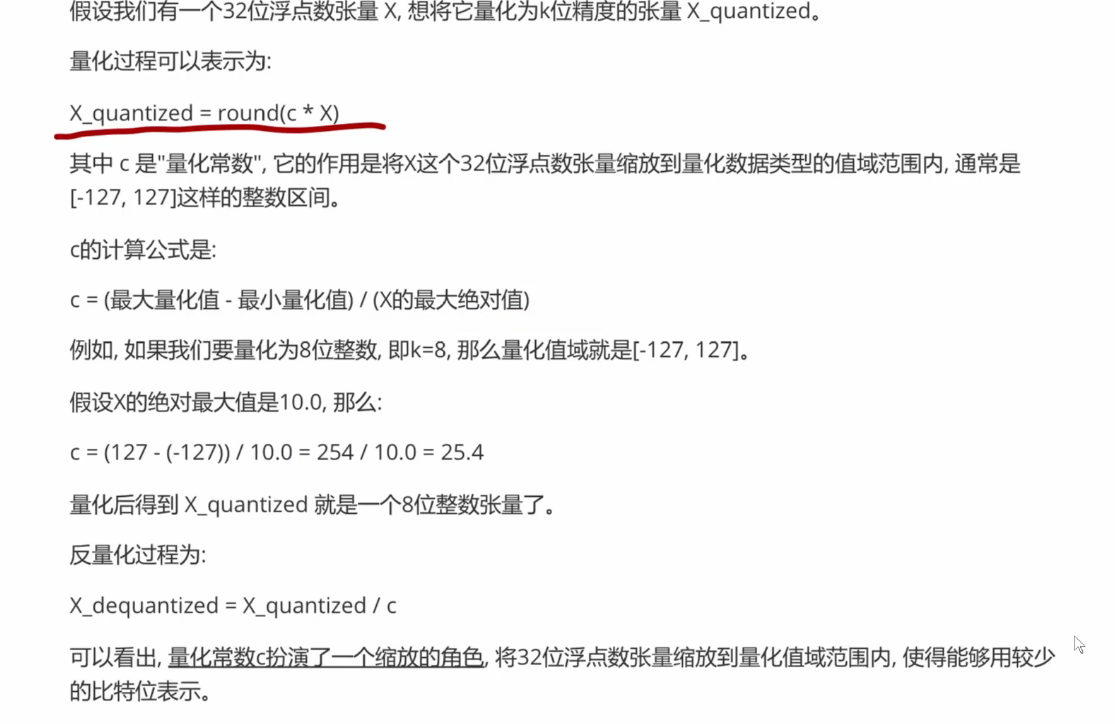 假设我们有一个32位浮点数张量 X, 想将它量化为k位精度的张量 X_quantized。
量化过程可以表示为:
X_quantized = round(c * X)
其中 c 是"量化常数", 它的作用是将X这个32位浮点数张量缩放到量化数据类型的值域范围内, 通常是
[-127, 127]这样的整数区间。
c的计算公式是:
c = (最大量化值 - 最小量化值) / (X的最大绝对值)
例如, 如果我们要量化为8位整数, 即k=8, 那么量化值域就是[-127, 127]。
假设X的绝对最大值是10.0, 那么:
c = (127 - (-127)) / 10.0 = 254 / 10.0 = 25.4
量化后得到 X_quantized 就是一个8位整数张量了。
反量化过程为:
X_dequantized = X_quantized / c
可以看出, 量化常数c扮演了一个缩放的角色, 将32位浮点数张量缩放到量化值域范围内, 使得能够用较少
的比特位表示。